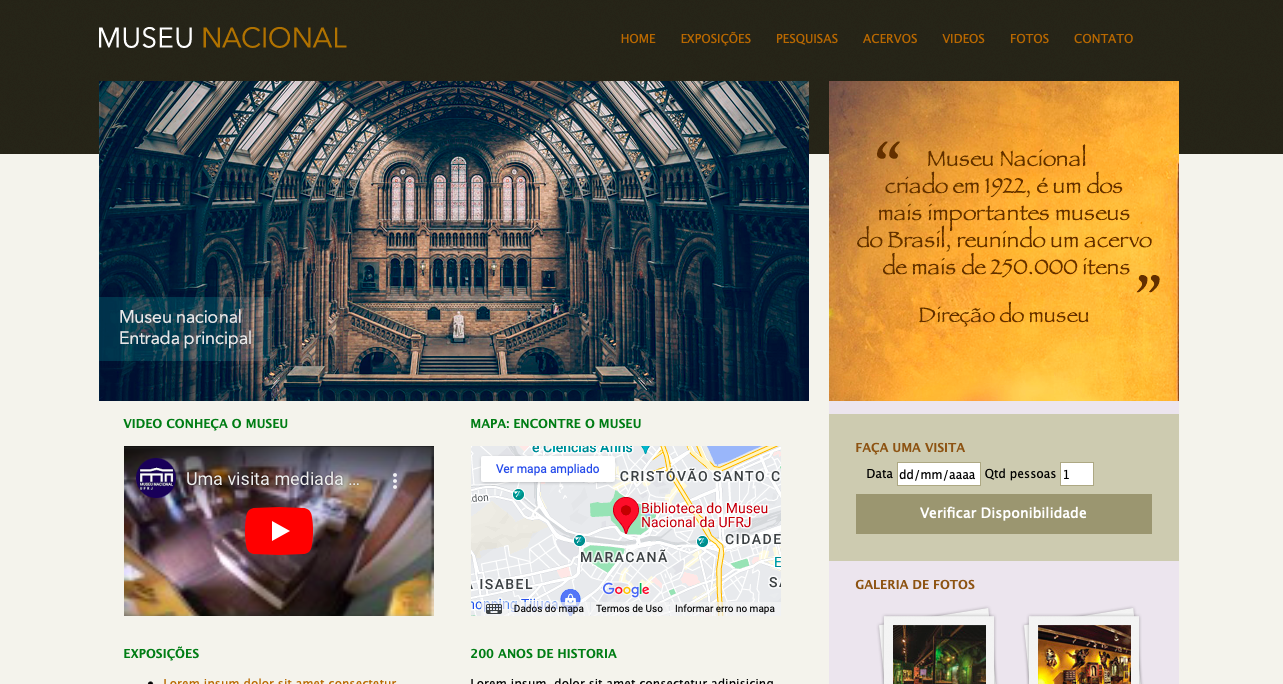 MUSEU NACIONAL
HOME EXPOSIÇÕES PESQUISAS ACERVOS VIDEOS FOTOS CONTATO
Museu nacional
Entrada principal
“ Museu Nacional
criado em 1922, é um dos
mais importantes museus
do Brasil, reunindo um acervo
de mais de 250.000 itens ”
Direção do museu
VIDEO CONHEÇA O MUSEU
Uma visita mediada ...
MAPA: ENCONTRE O MUSEU
e Ciências Afins
Ver mapa ampliado
CRISTÓVÃO SANTO C
don
Biblioteca do Museu
Nacional da UFRJ
CIDADE
MARACANÃ
A ISABEL
Google
Dados do mapa Termos de Uso Informar erro no mapa
FAÇA UMA VISITA
Data dd/mm/aaaa Qtd pessoas 1
Verificar Disponibilidade
GALERIA DE FOTOS
EXPOSIÇÕES
Lorem ipsum dolor sit amet consectetur
200 ANOS DE HISTORIA
Lorem ipsum, dolor sit amet consectetur adipisicing